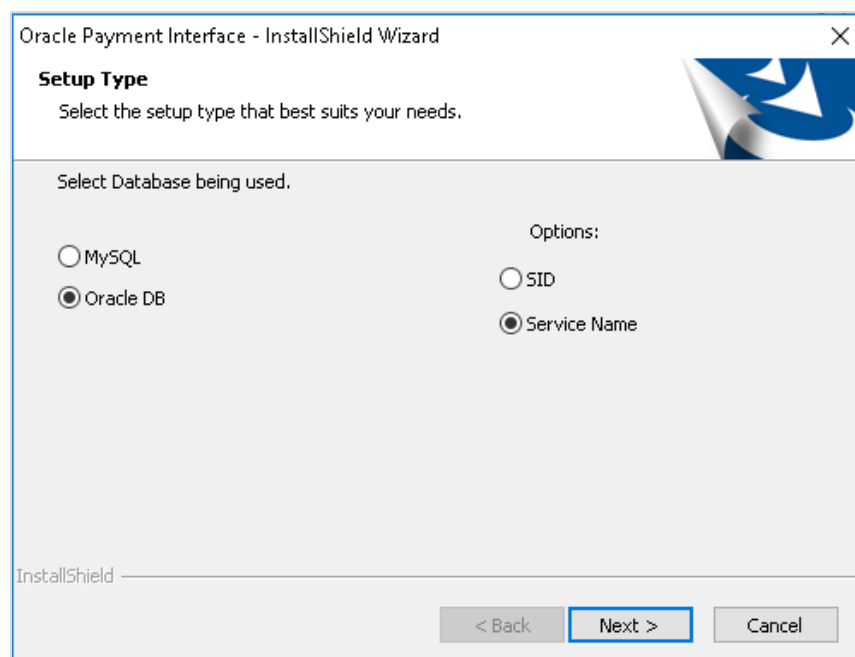 Oracle Payment Interface - InstallShield Wizard
Setup Type
Select the setup type that best suits your needs.
Select Database being used.
Options:
MySQL
SID
Oracle DB
Service Name
InstallShield
< Back
Next >
Cancel